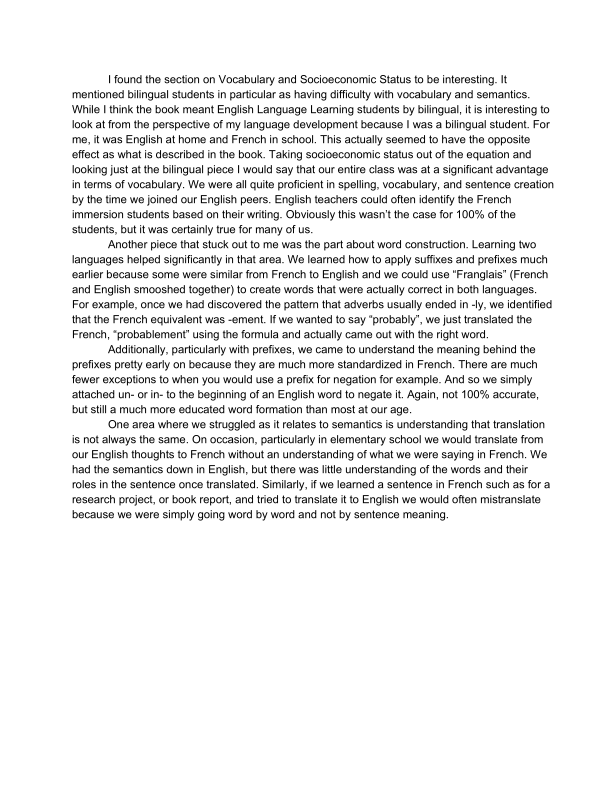 I found the section on Vocabulary and Socioeconomic Status to be interesting. It
mentioned bilingual students in particular as having difficulty with vocabulary and semantics.
While I think the book meant English Language Learning students by bilingual, it is interesting to
look at from the perspective of my language development because I was a bilingual student. For
me, it was English at home and French in school. This actually seemed to have the opposite
effect as what is described in the book. Taking socioeconomic status out of the equation and
looking just at the bilingual piece I would say that our entire class was at a significant advantage
in terms of vocabulary. We were all quite proficient in spelling, vocabulary, and sentence creation
by the time we joined our English peers. English teachers could often identify the French
immersion students based on their writing. Obviously this wasn’t the case for 100% of the
students, but it was certainly true for many of us.
Another piece that stuck out to me was the part about word construction. Learning two
languages helped significantly in that area. We learned how to apply suffixes and prefixes much
earlier because some were similar from French to English and we could use “Franglais” (French
and English smooshed together) to create words that were actually correct in both languages.
For example, once we had discovered the pattern that adverbs usually ended in -ly, we identified
that the French equivalent was -ement. If we wanted to say “probably”, we just translated the
French, “probablement” using the formula and actually came out with the right word.
Additionally, particularly with prefixes, we came to understand the meaning behind the
prefixes pretty early on because they are much more standardized in French. There are much
fewer exceptions to when you would use a prefix for negation for example. And so we simply
attached un- or in- to the beginning of an English word to negate it. Again, not 100% accurate,
but still a much more educated word formation than most at our age.
One area where we struggled as it relates to semantics is understanding that translation
is not always the same. On occasion, particularly in elementary school we would translate from
our English thoughts to French without an understanding of what we were saying in French. We
had the semantics down in English, but there was little understanding of the words and their
roles in the sentence once translated. Similarly, if we learned a sentence in French such as for a
research project, or book report, and tried to translate it to English we would often mistranslate
because we were simply going word by word and not by sentence meaning.